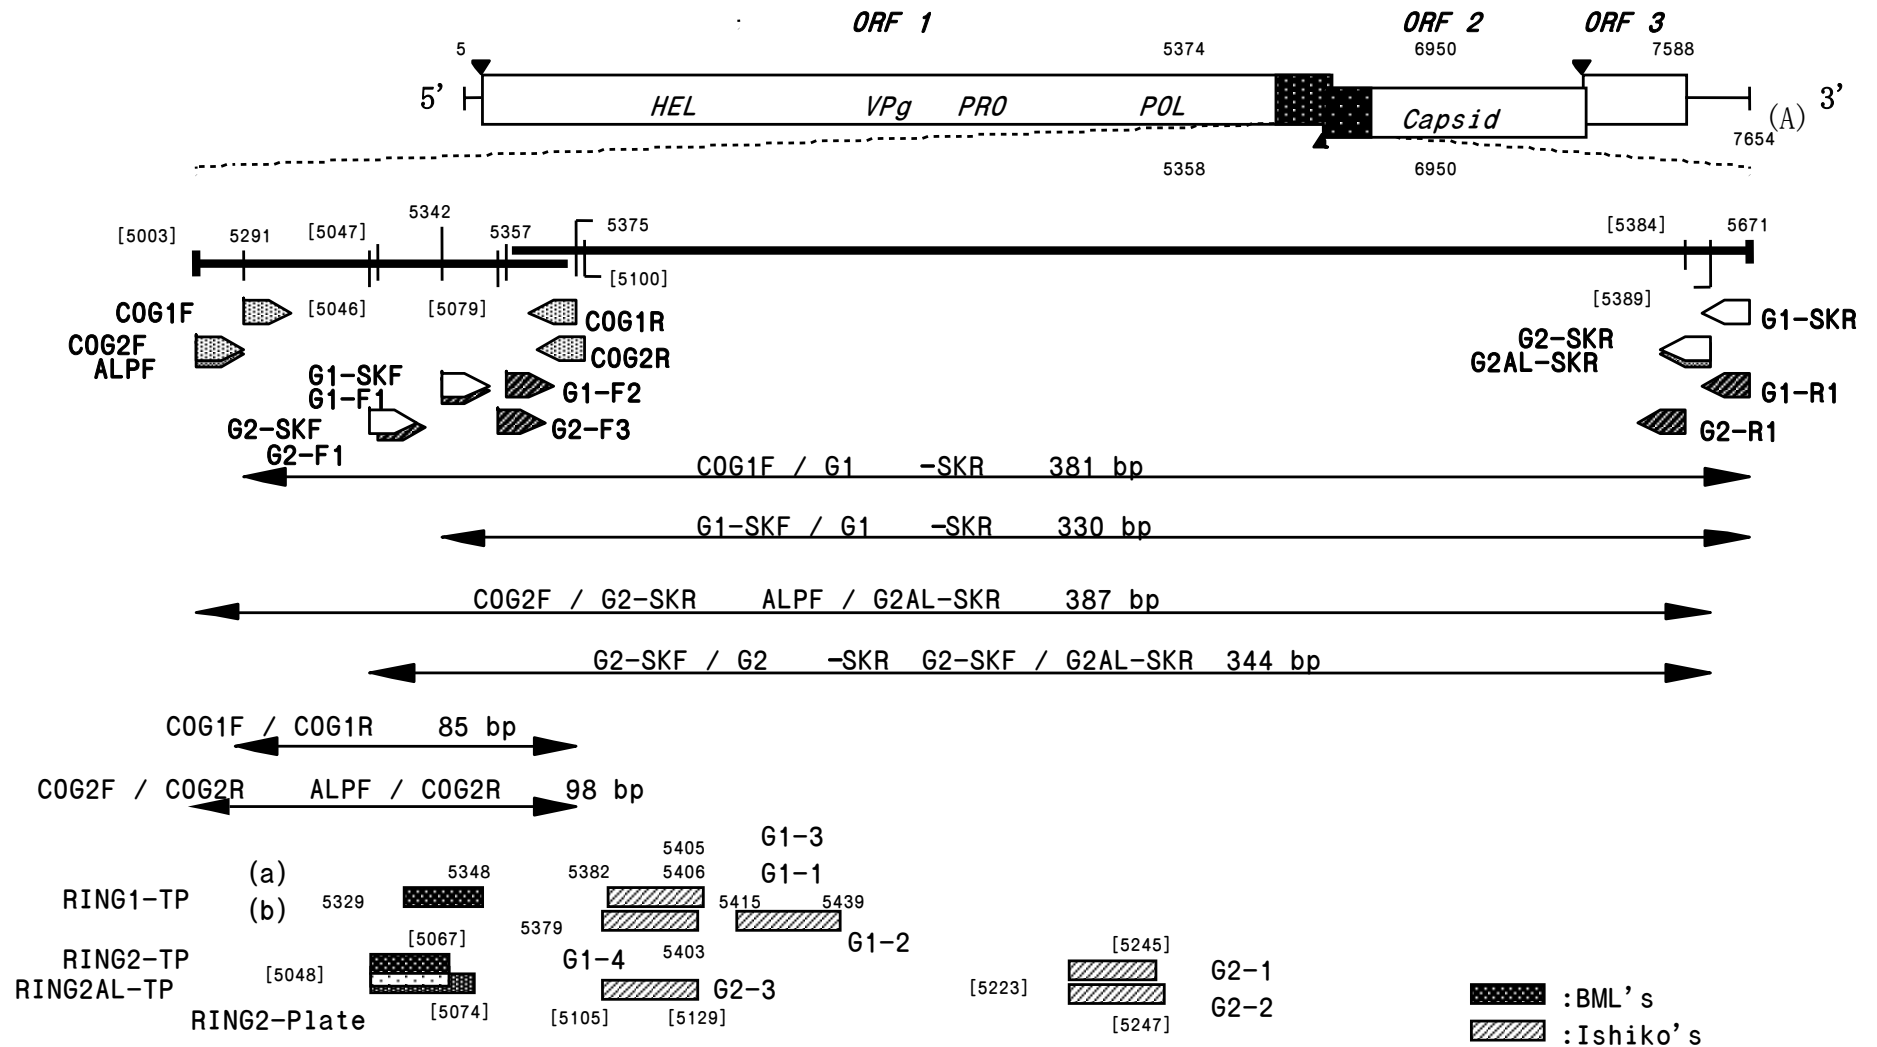 ORF 1 ORF 2 ORF 3
5 5374 6950 7588
5' HEL VPg PRO POL Capsid (A) 3'
7654
5358 6950
[5003] 5291 [5047] 5342 5357 5375 [5384] 5671
[5100]
[5046] [5079] [5389]
COG1F COG1R G1-SKR
COG2F COG2R G2-SKR
ALPF G2AL-SKR
G1-SKF
G1-F1 G1-F2 G1-R1
G2-SKF G2-F3 G2-R1
G2-F1
COG1F / G1 -SKR 381 bp
G1-SKF / G1 -SKR 330 bp
COG2F / G2-SKR ALPF / G2AL-SKR 387 bp
G2-SKF / G2 -SKR G2-SKF / G2AL-SKR 344 bp
COG1F / COG1R 85 bp
COG2F / COG2R ALPF / COG2R 98 bp
G1-3
5405
(a) 5348 5382 5406 G1-1
RING1-TP 5329 5415 5439
(b)
5379
[5067] G1-2
RING2-TP G1-4 5403 [5245]
[5048] G2-1
RING2AL-TP G2-3 [5223]
:BML's
[5074] [5105] [5129] G2-2
RING2-Plate [5247]
:Ishiko's